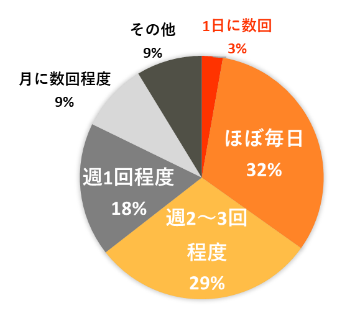 その他
9%
1日に数回
3%
月に数回程度
9%
ほぼ毎日
32%
週1回程度
18%
週2〜3回
程度
29%